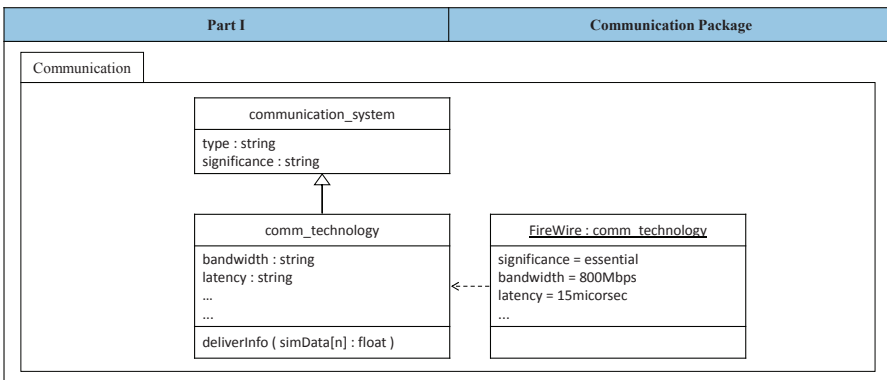 Part I
Communication Package
Communication
communication_system
type : string
significance : string
comm_technology
bandwidth : string
latency : string
...
...
deliverInfo ( simData[n] : float )
FireWire : comm_technology
significance = essential
bandwidth = 800Mbps
latency = 15micorsec
...